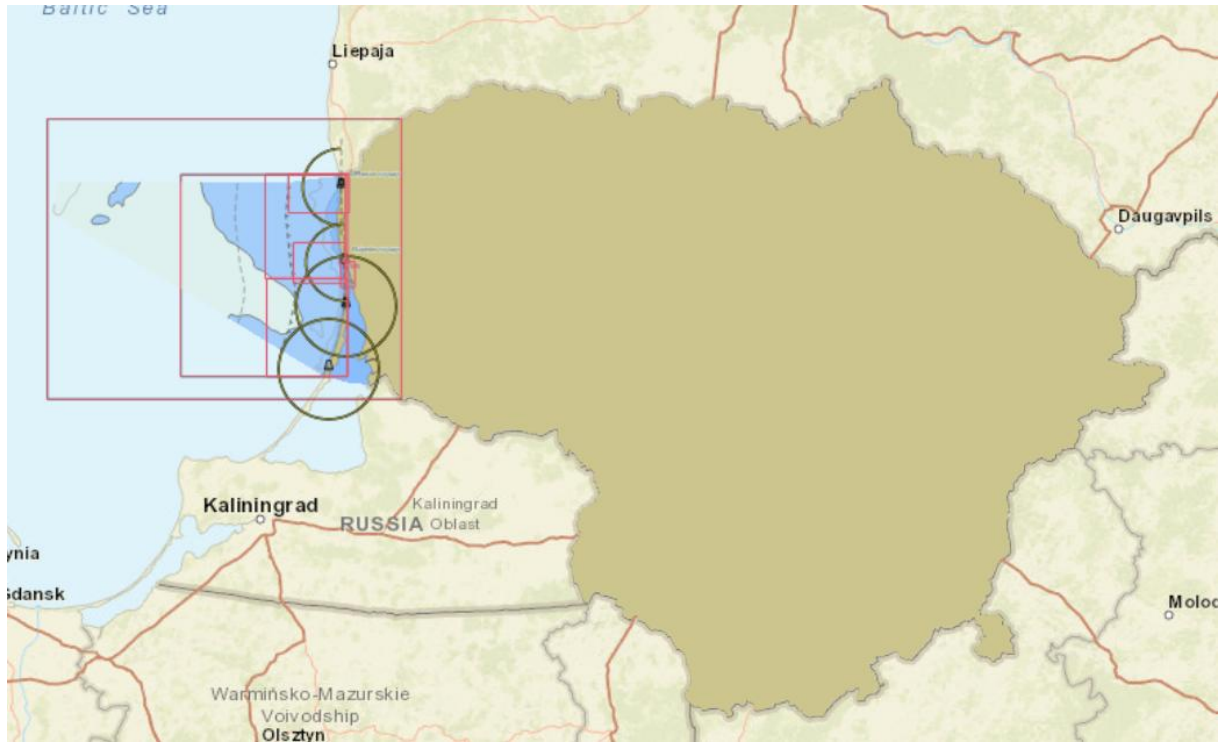 Baltic Sea
Liepaja
Daugavpils
Kaliningrad
Kaliningrad
RUSSIA Oblast
ynia
Gdansk
Moloc
Warmińsko-Mazurskie
Voivodship
Olsztyn